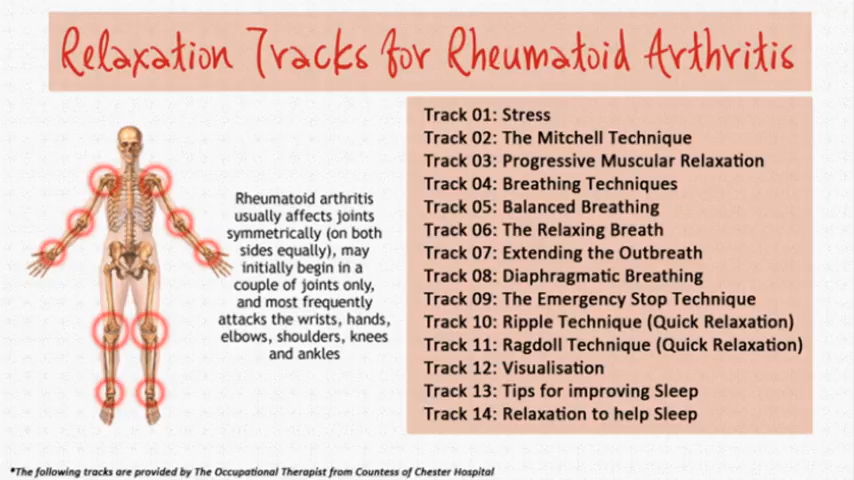 Relaxation Tracks for Rheumatoid Arthritis
Rheumatoid arthritis
usually affects joints
symmetrically (on both
sides equally), may
initially begin in a
couple of joints only,
and most frequently
attacks the wrists, hands,
elbows, shoulders, knees
and ankles
Track 01: Stress
Track 02: The Mitchell Technique
Track 03: Progressive Muscular Relaxation
Track 04: Breathing Techniques
Track 05: Balanced Breathing
Track 06: The Relaxing Breath
Track 07: Extending the Outbreath
Track 08: Diaphragmatic Breathing
Track 09: The Emergency Stop Technique
Track 10: Ripple Technique (Quick Relaxation)
Track 11: Ragdoll Technique (Quick Relaxation)
Track 12: Visualisation
Track 13: Tips for improving Sleep
Track 14: Relaxation to help Sleep
*The following tracks are provided by The Occupational Therapist from Countess of Chester Hospital